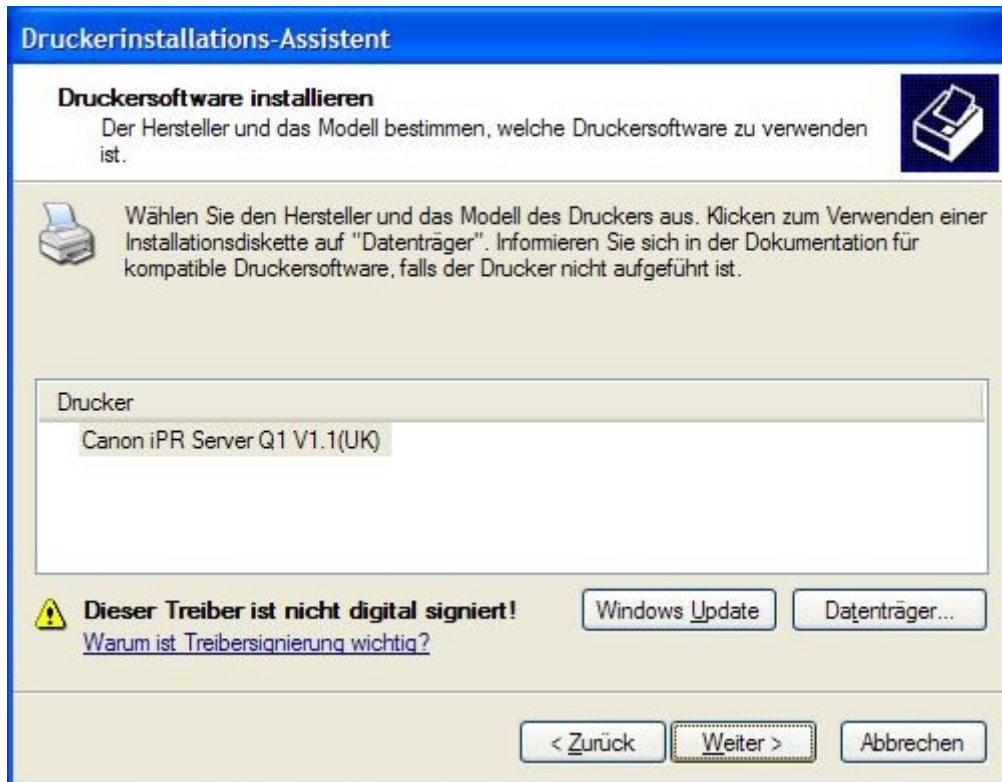 Druckerinstallations-Assistent
Druckersoftware installieren
Der Hersteller und das Modell bestimmen, welche Druckersoftware zu verwenden
ist.
Wählen Sie den Hersteller und das Modell des Druckers aus. Klicken zum Verwenden einer
Installationsdiskette auf "Datenträger". Informieren Sie sich in der Dokumentation für
kompatible Druckersoftware, falls der Drucker nicht aufgeführt ist.
Drucker
Canon iPR Server Q1 V1.1(UK)
Dieser Treiber ist nicht digital signiert!
Windows Update
Datenträger...
Warum ist Treibersignierung wichtig?
< Zurück
Weiter >
Abbrechen